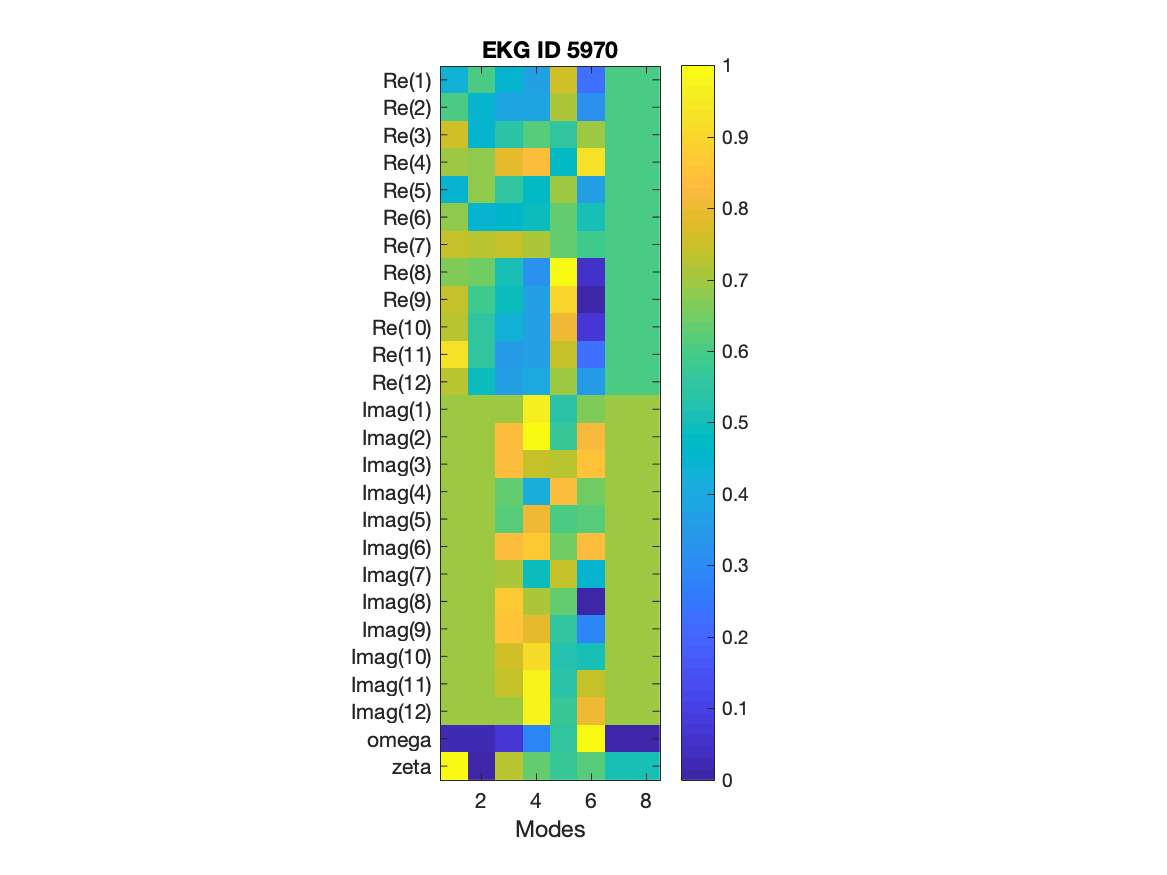 EKG ID 5970
Re(1)
Re(2)
Re(3)
Re(4)
Re(5)
Re(6)
Re(7)
Re(8)
Re(9)
Re(10)
Re(11)
Re(12)
Imag(1)
Imag(2)
Imag(3)
Imag(4)
Imag(5)
Imag(6)
Imag(7)
Imag(8)
Imag(9)
Imag(10)
Imag(11)
Imag(12)
omega
zeta
2 4 6 8
Modes
1
0.9
0.8
0.7
0.6
0.5
0.4
0.3
0.2
0.1
0